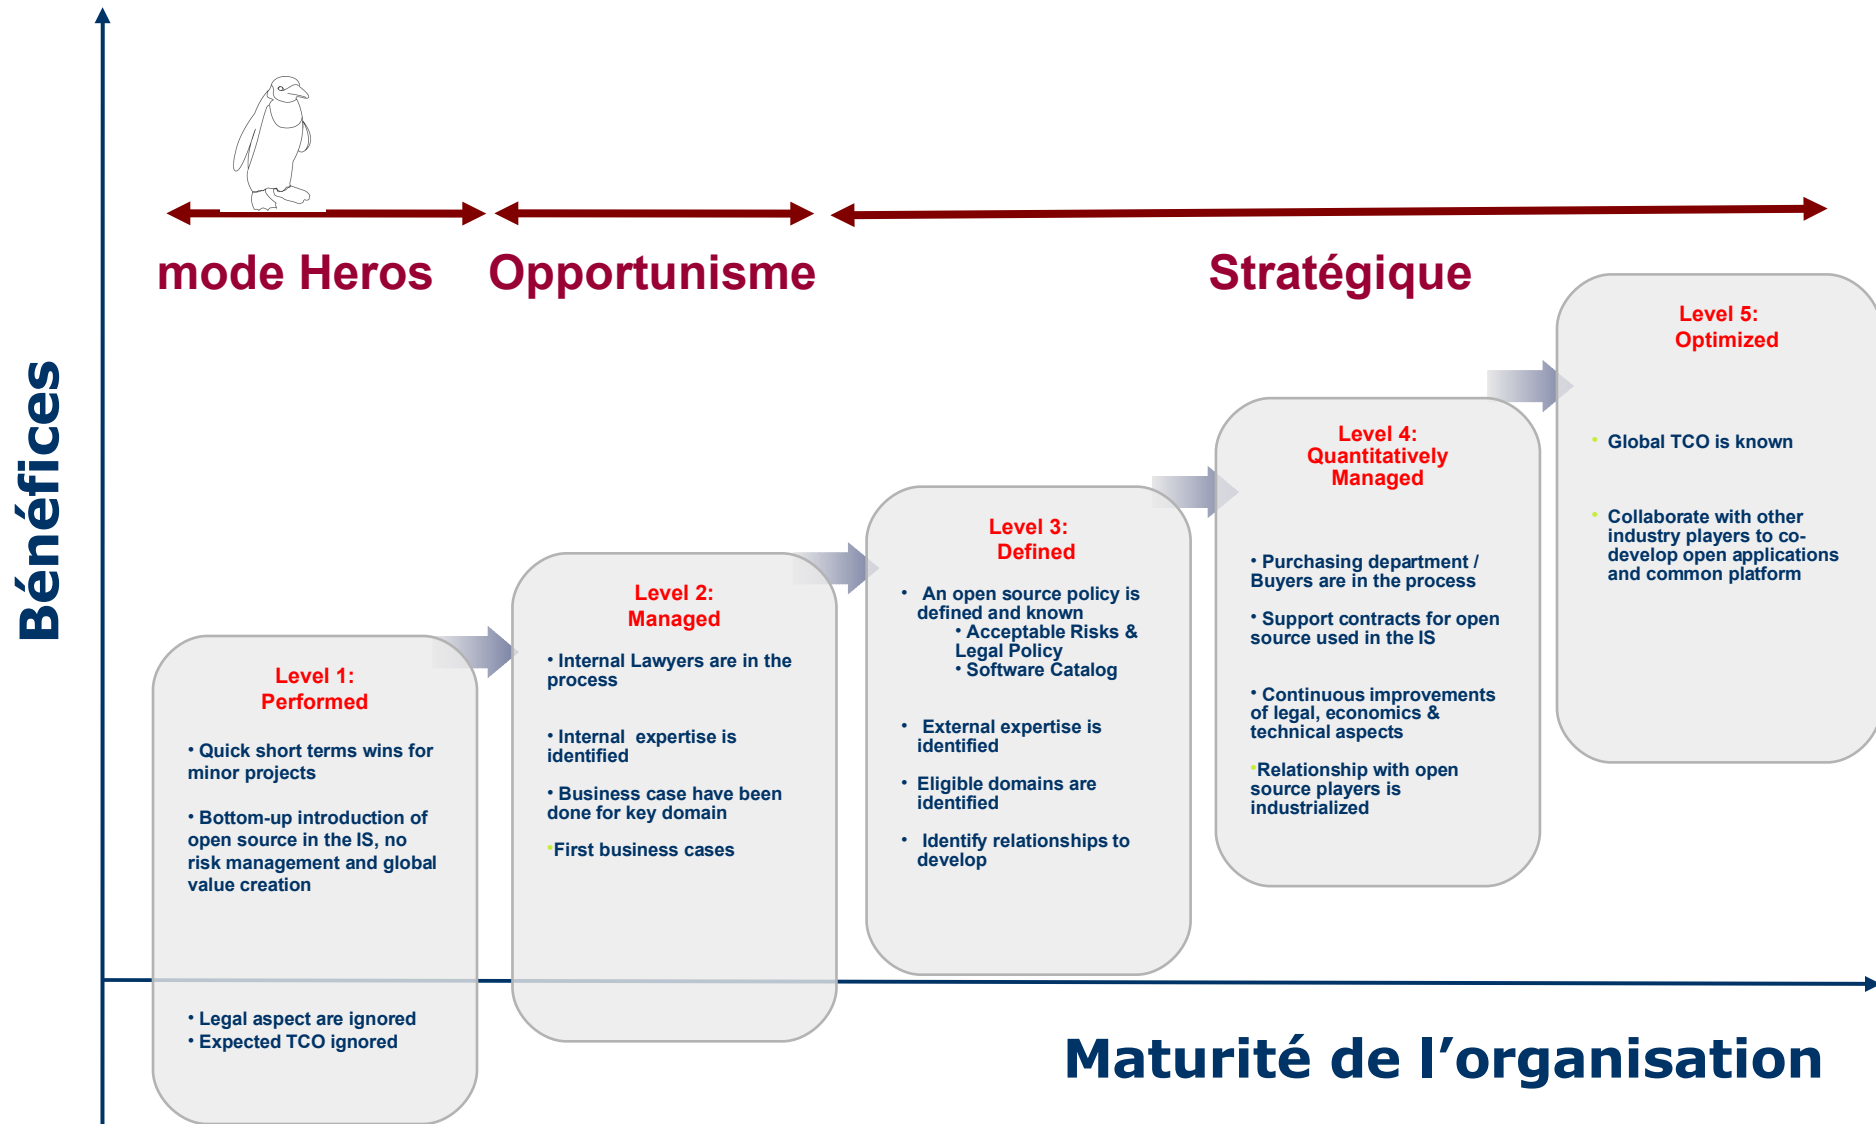 mode Heros
Opportunisme
Stratégique
Bénéfices
Level 1:
Performed
• Quick short terms wins for
minor projects
• Bottom-up introduction of
open source in the IS, no
risk management and global
value creation
• Legal aspect are ignored
• Expected TCO ignored
Level 2:
Managed
• Internal Lawyers are in the
process
• Internal expertise is
identified
• Business case have been
done for key domain
•First business cases
Level 3:
Defined
• An open source policy is
defined and known
• Acceptable Risks &
Legal Policy
• Software Catalog
• External expertise is
identified
• Eligible domains are
identified
• Identify relationships to
develop
Level 4:
Quantitatively
Managed
• Purchasing department /
Buyers are in the process
• Support contracts for open
source used in the IS
• Continuous improvements
of legal, economics &
technical aspects
•Relationship with open
source players is
industrialized
Level 5:
Optimized
• Global TCO is known
• Collaborate with other
industry players to co-
develop open applications
and common platform
Maturité de l’organisation